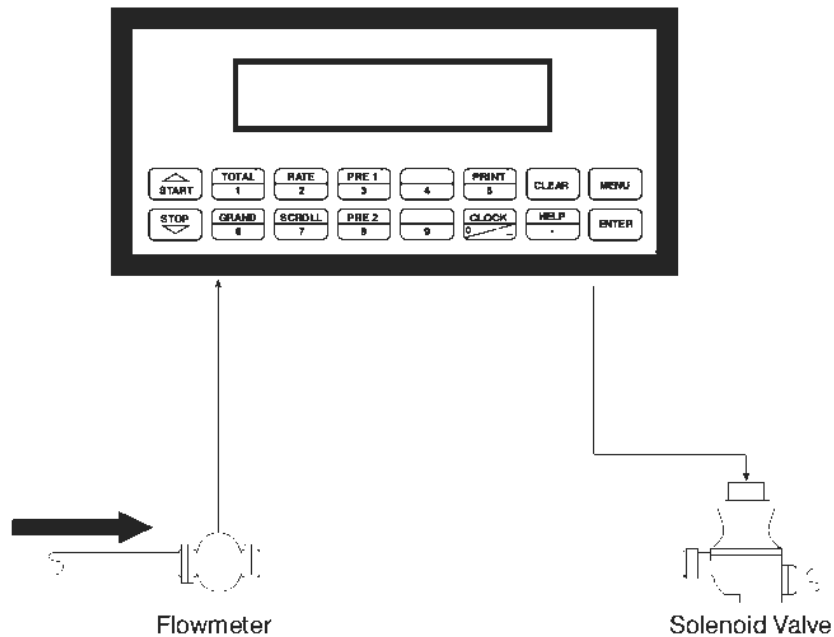 START
TOTAL
1
RATE
2
PRE 1
3
4
PRINT
5
CLEAR
MENU
STOP
GRAND
6
SCROLL
7
PRE 2
8
9
CLOCK
0
–
HELP
.
ENTER
Flowmeter
Solenoid Valve